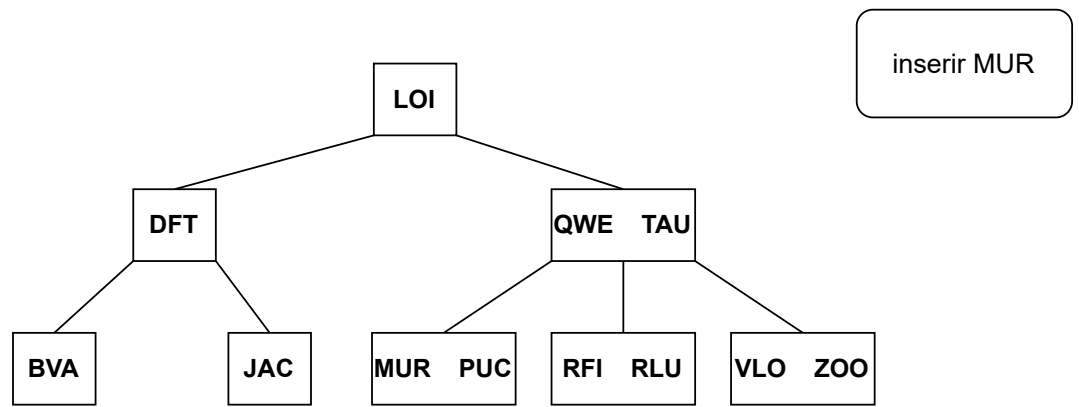 inserir MUR
LOI
DFT
QWE TAU
BVA
JAC
MUR PUC
RFI RLU
VLO ZOO